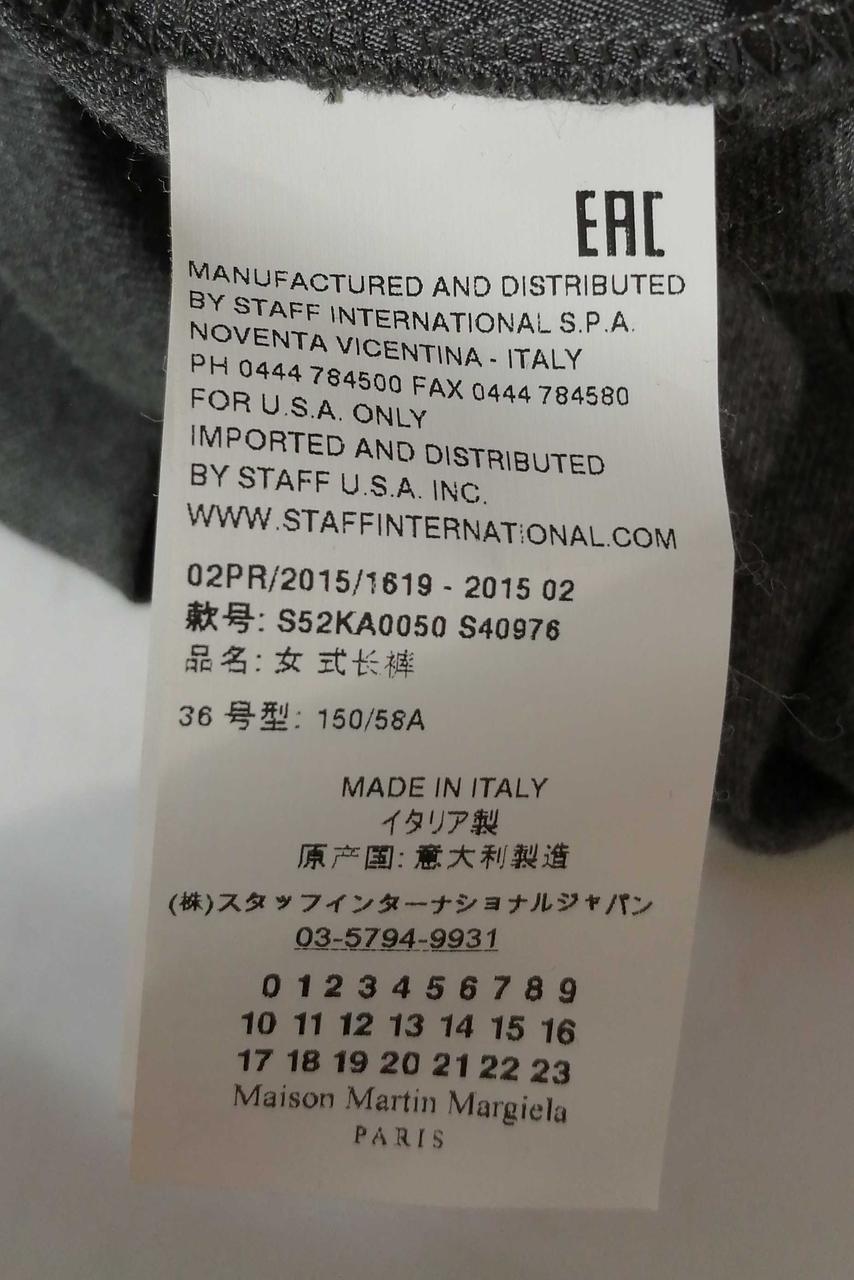 EAC
MANUFACTURED AND DISTRIBUTED
BY STAFF INTERNATIONAL S.P.A.
NOVENTA VICENTINA - ITALY
PH 0444 784500 FAX 0444 784580
FOR U.S.A. ONLY
IMPORTED AND DISTRIBUTED
BY STAFF U.S.A. INC.
WWW.STAFFINTERNATIONAL.COM
02PR/2015/1619 - 2015 02
款号: S52KA0050 S40976
品名: 女 式长裤
36 号型: 150/58A
MADE IN ITALY
イタリア製
原产国: 意大利製造
(株)スタッフインターナショナルジャパン
03-5794-9931
0 1 2 3 4 5 6 7 8 9
10 11 12 13 14 15 16
17 18 19 20 21 22 23
Maison Martin Margiela
PARIS